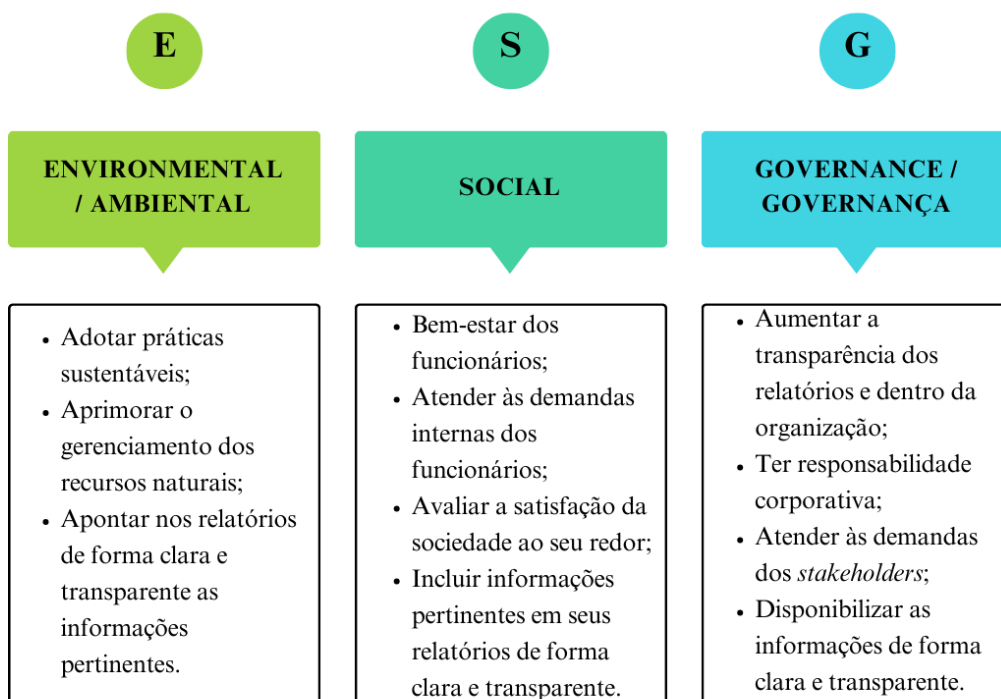 E
ENVIRONMENTAL
/ AMBIENTAL
• Adotar práticas
sustentáveis;
• Aprimorar o
gerenciamento dos
recursos naturais;
• Apontar nos relatórios
de forma clara e
transparente as
informações
pertinentes.
S
SOCIAL
• Bem-estar dos
funcionários;
• Atender às demandas
internas dos
funcionários;
• Avaliar a satisfação da
sociedade ao seu redor;
• Incluir informações
pertinentes em seus
relatórios de forma
clara e transparente.
G
GOVERNANCE /
GOVERNANÇA
• Aumentar a
transparência dos
relatórios e dentro da
organização;
• Ter responsabilidade
corporativa;
• Atender às demandas
dos stakeholders;
• Disponibilizar as
informações de forma
clara e transparente.